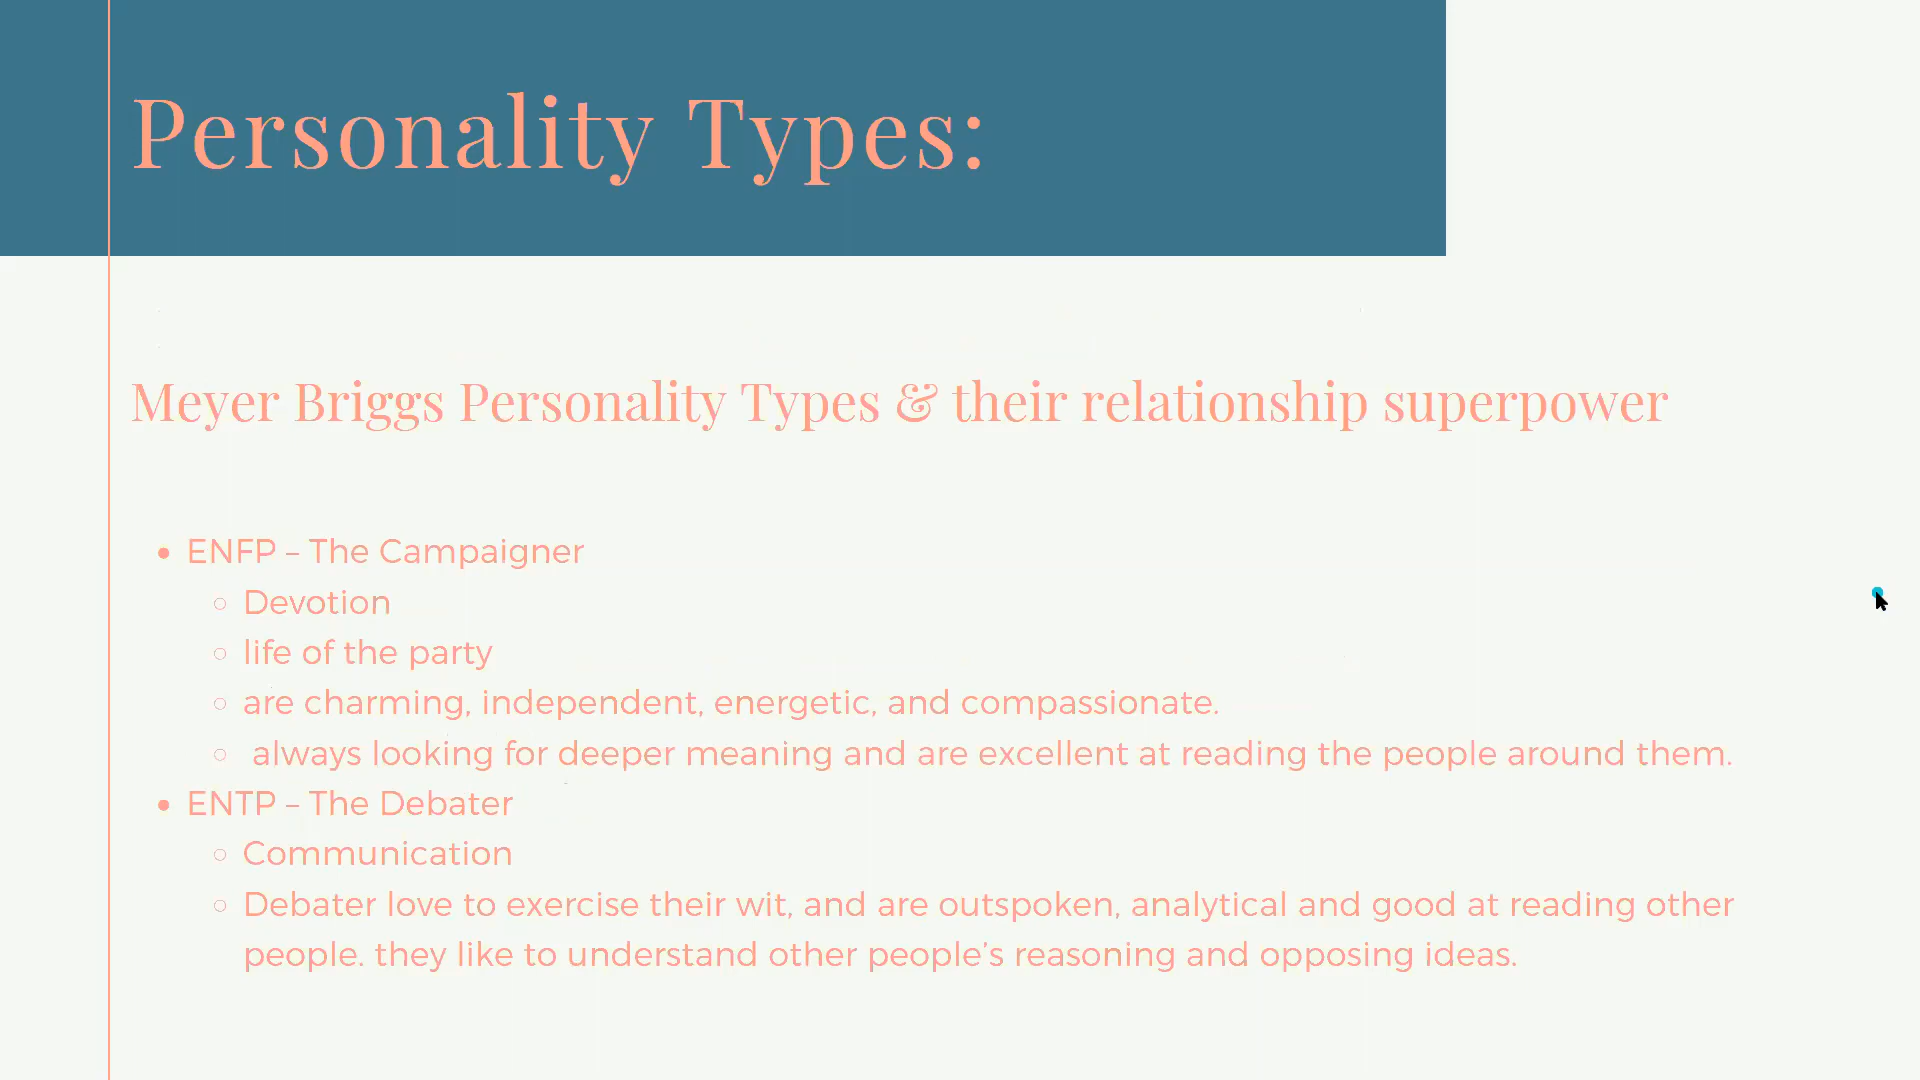 Personality Types:
Meyer Briggs Personality Types & their relationship superpower
• ENFP – The Campaigner
○ Devotion
○ life of the party
○ are charming, independent, energetic, and compassionate.
○ always looking for deeper meaning and are excellent at reading the people around them.
• ENTP – The Debater
○ Communication
○ Debater love to exercise their wit, and are outspoken, analytical and good at reading other
people. they like to understand other people’s reasoning and opposing ideas.